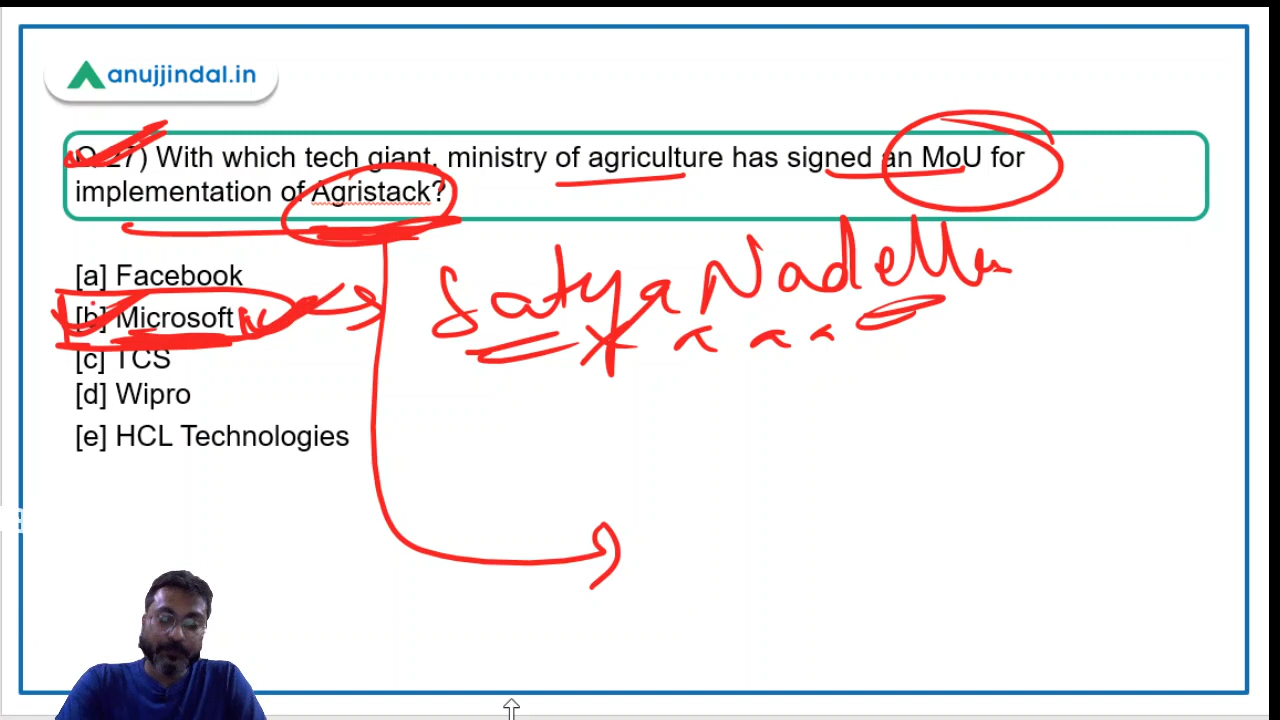 anujjindal.in
Q.27) With which tech giant, ministry of agriculture has signed an MoU for
implementation of Agristack?
[a] Facebook
Satya Nadella
[b] Microsoft
[c] TCS
[d] Wipro
[e] HCL Technologies